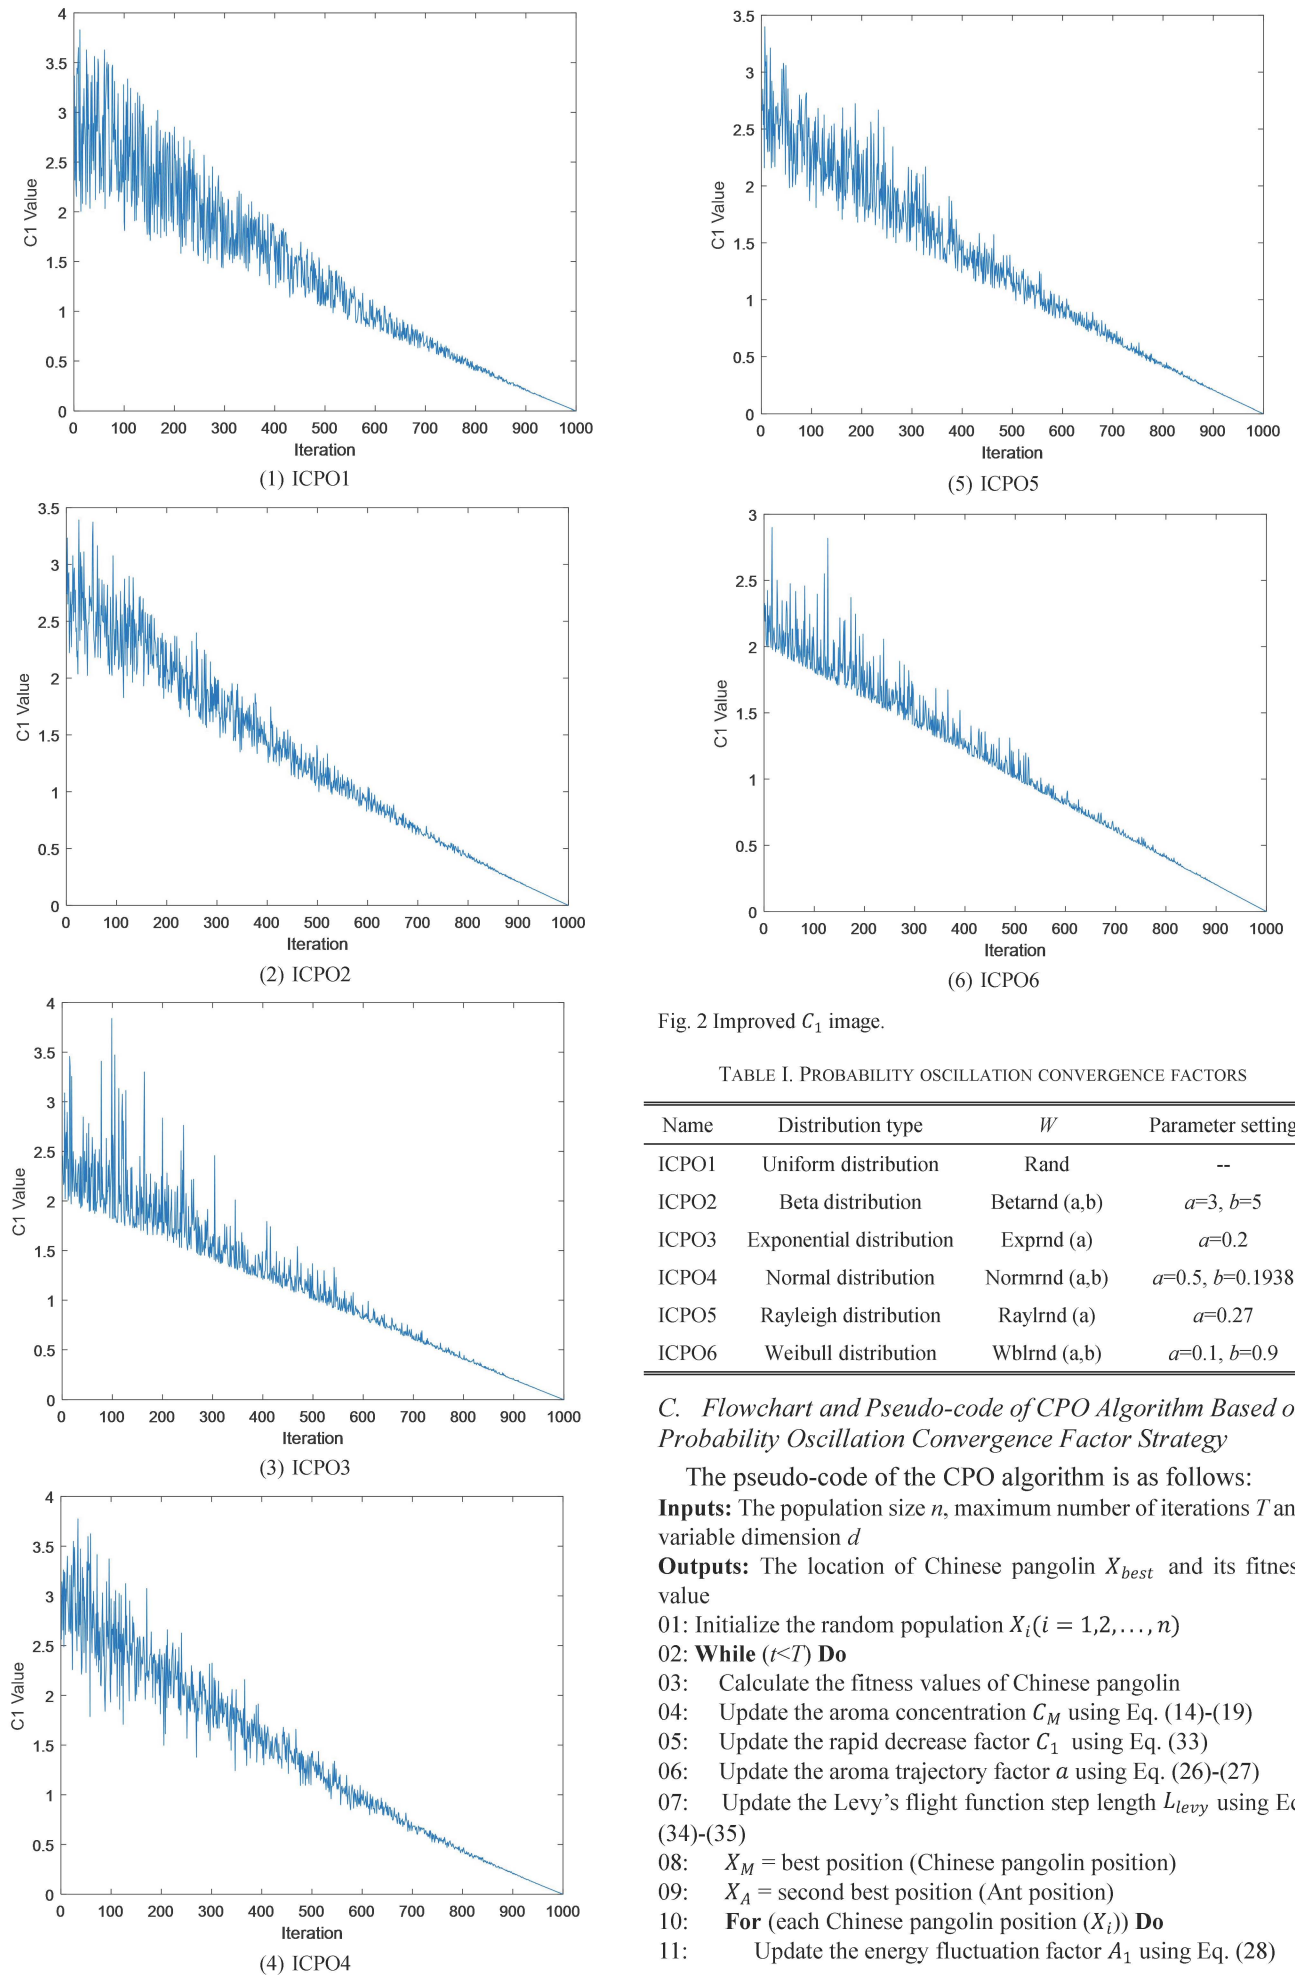 4
3.5
3
2.5
2
1.5
1
0.5
0
C1 Value
0 100 200 300 400 500 600 700 800 900 1000
Iteration
(1) ICPO1
3.5
3
2.5
2
1.5
1
0.5
0
C1 Value
0 100 200 300 400 500 600 700 800 900 1000
Iteration
(2) ICPO2
4
3.5
3
2.5
2
1.5
1
0.5
0
C1 Value
0 100 200 300 400 500 600 700 800 900 1000
Iteration
(3) ICPO3
4
3.5
3
2.5
2
1.5
1
0.5
0
C1 Value
0 100 200 300 400 500 600 700 800 900 1000
Iteration
(4) ICPO4
3.5
3
2.5
2
1.5
1
0.5
0
C1 Value
0 100 200 300 400 500 600 700 800 900 1000
Iteration
(5) ICPO5
3
2.5
2
1.5
1
0.5
0
C1 Value
0 100 200 300 400 500 600 700 800 900 1000
Iteration
(6) ICPO6
Fig. 2 Improved C₁ image.
TABLE I. PROBABILITY OSCILLATION CONVERGENCE FACTORS
Name Distribution type W Parameter setting
ICPO1 Uniform distribution Rand --
ICPO2 Beta distribution Betarnd (a,b) a=3, b=5
ICPO3 Exponential distribution Exprnd (a) a=0.2
ICPO4 Normal distribution Normrnd (a,b) a=0.5, b=0.1938
ICPO5 Rayleigh distribution Raylrnd (a) a=0.27
ICPO6 Weibull distribution Wblrnd (a,b) a=0.1, b=0.9
C. Flowchart and Pseudo-code of CPO Algorithm Based o
Probability Oscillation Convergence Factor Strategy
The pseudo-code of the CPO algorithm is as follows:
Inputs: The population size n, maximum number of iterations T an
variable dimension d
Outputs: The location of Chinese pangolin X_best and its fitnes
value
01: Initialize the random population X_i(i = 1,2,...,n)
02: While (t<T) Do
03: Calculate the fitness values of Chinese pangolin
04: Update the aroma concentration C_M using Eq. (14)-(19)
05: Update the rapid decrease factor C₁ using Eq. (33)
06: Update the aroma trajectory factor a using Eq. (26)-(27)
07: Update the Levy's flight function step length L_levy using Eq
(34)-(35)
08: X_M = best position (Chinese pangolin position)
09: X_A = second best position (Ant position)
10: For (each Chinese pangolin position (X_i)) Do
11: Update the energy fluctuation factor A₁ using Eq. (28)